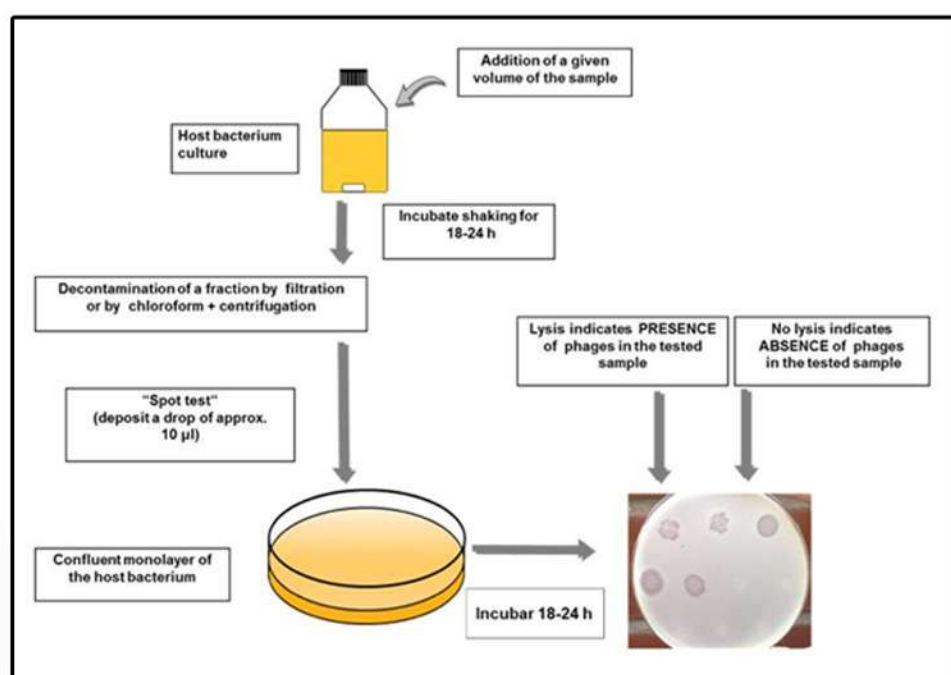 Addition of a given
volume of the sample
Host bacterium
culture
Incubate shaking for
18-24 h
Decontamination of a fraction by filtration
or by chloroform + centrifugation
Lysis indicates PRESENCE
of phages in the tested
sample
No lysis indicates
ABSENCE of phages
in the tested sample
"Spot test"
(deposit a drop of approx.
10 µl)
Confluent monolayer of
the host bacterium
Incubar 18-24 h